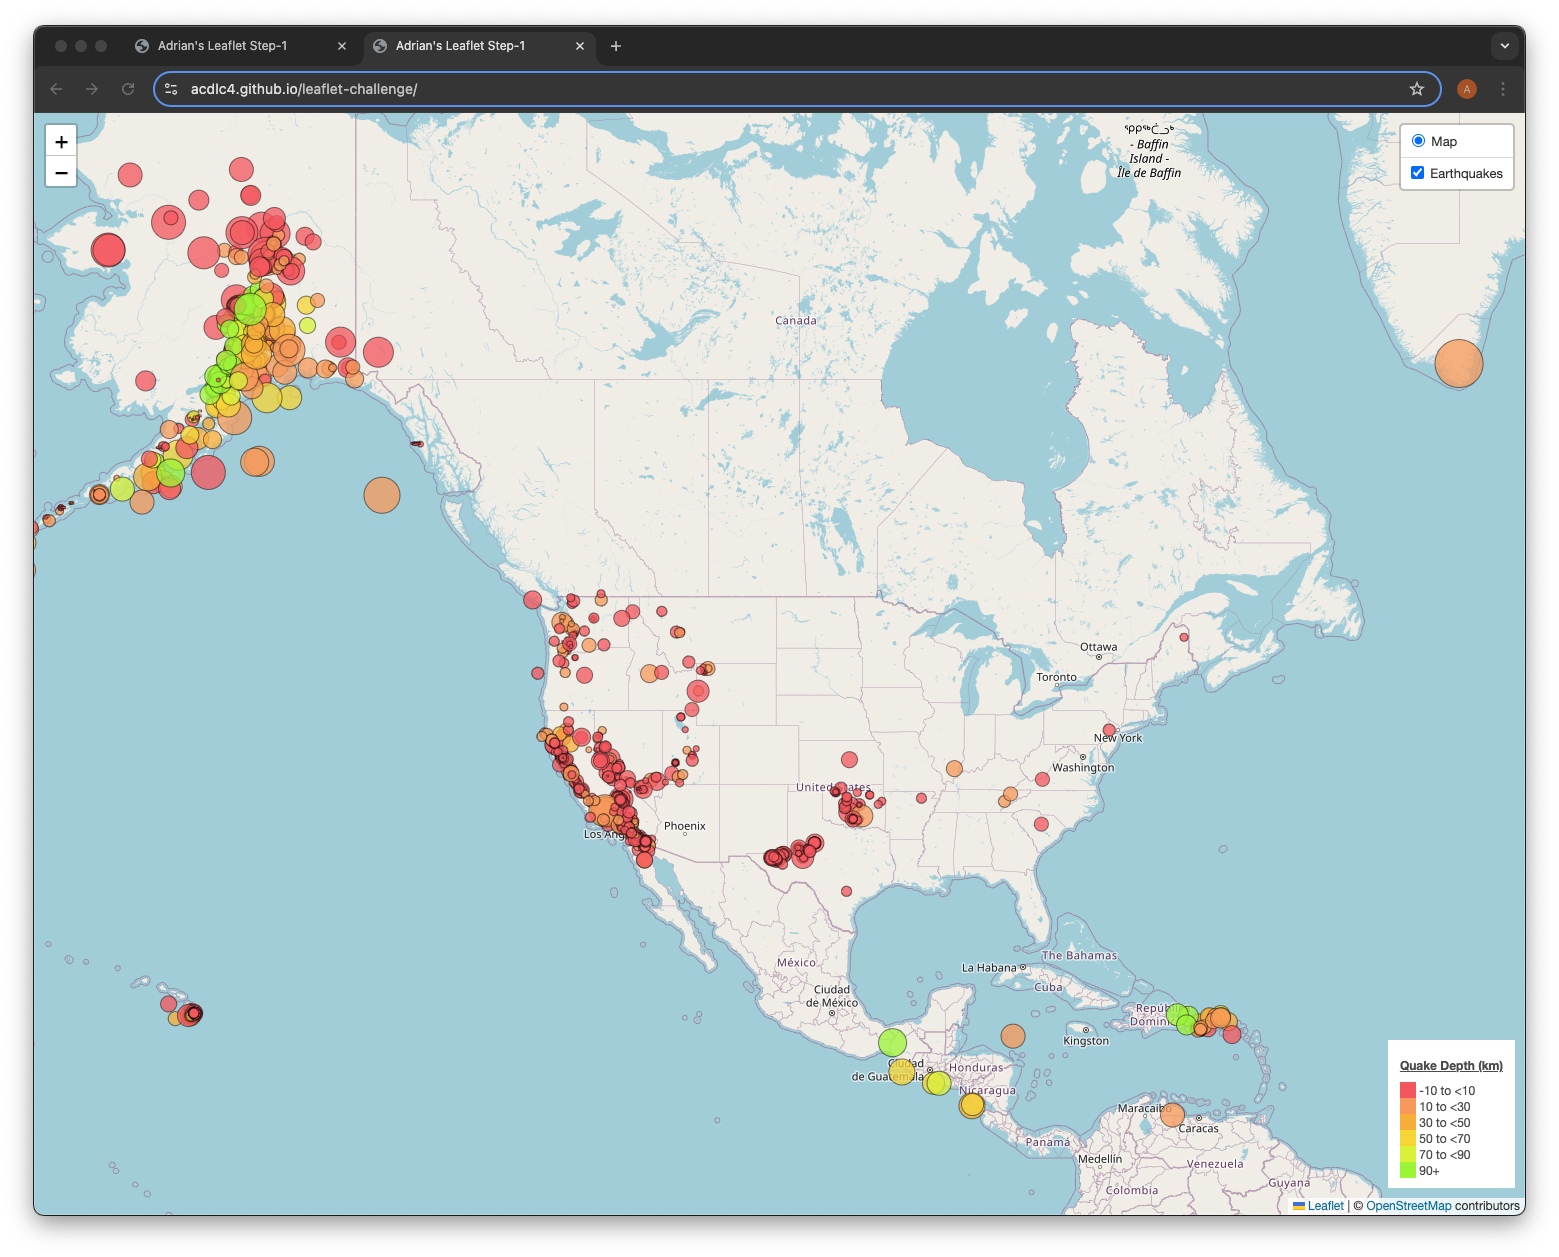 Adrian's Leaflet Step-1
Adrian's Leaflet Step-1
acdlc4.github.io/leaflet-challenge/
+
−
Map
Earthquakes
- Baffin
Island -
Île de Baffin
Canada
Ottawa
Toronto
New York
Washington
United States
Phoenix
Los Ang
México
Ciudad
de México
La Habana
The Bahamas
Cuba
Kingston
Repúbl
Domin
Ciudad
de Guatemala
Honduras
Nicaragua
Panamá
Maracaibo
Caracas
Medellín
Venezuela
Colombia
Guyana
Quake Depth (km)
-10 to <10
10 to <30
30 to <50
50 to <70
70 to <90
90+
Leaflet | © OpenStreetMap contributors
A